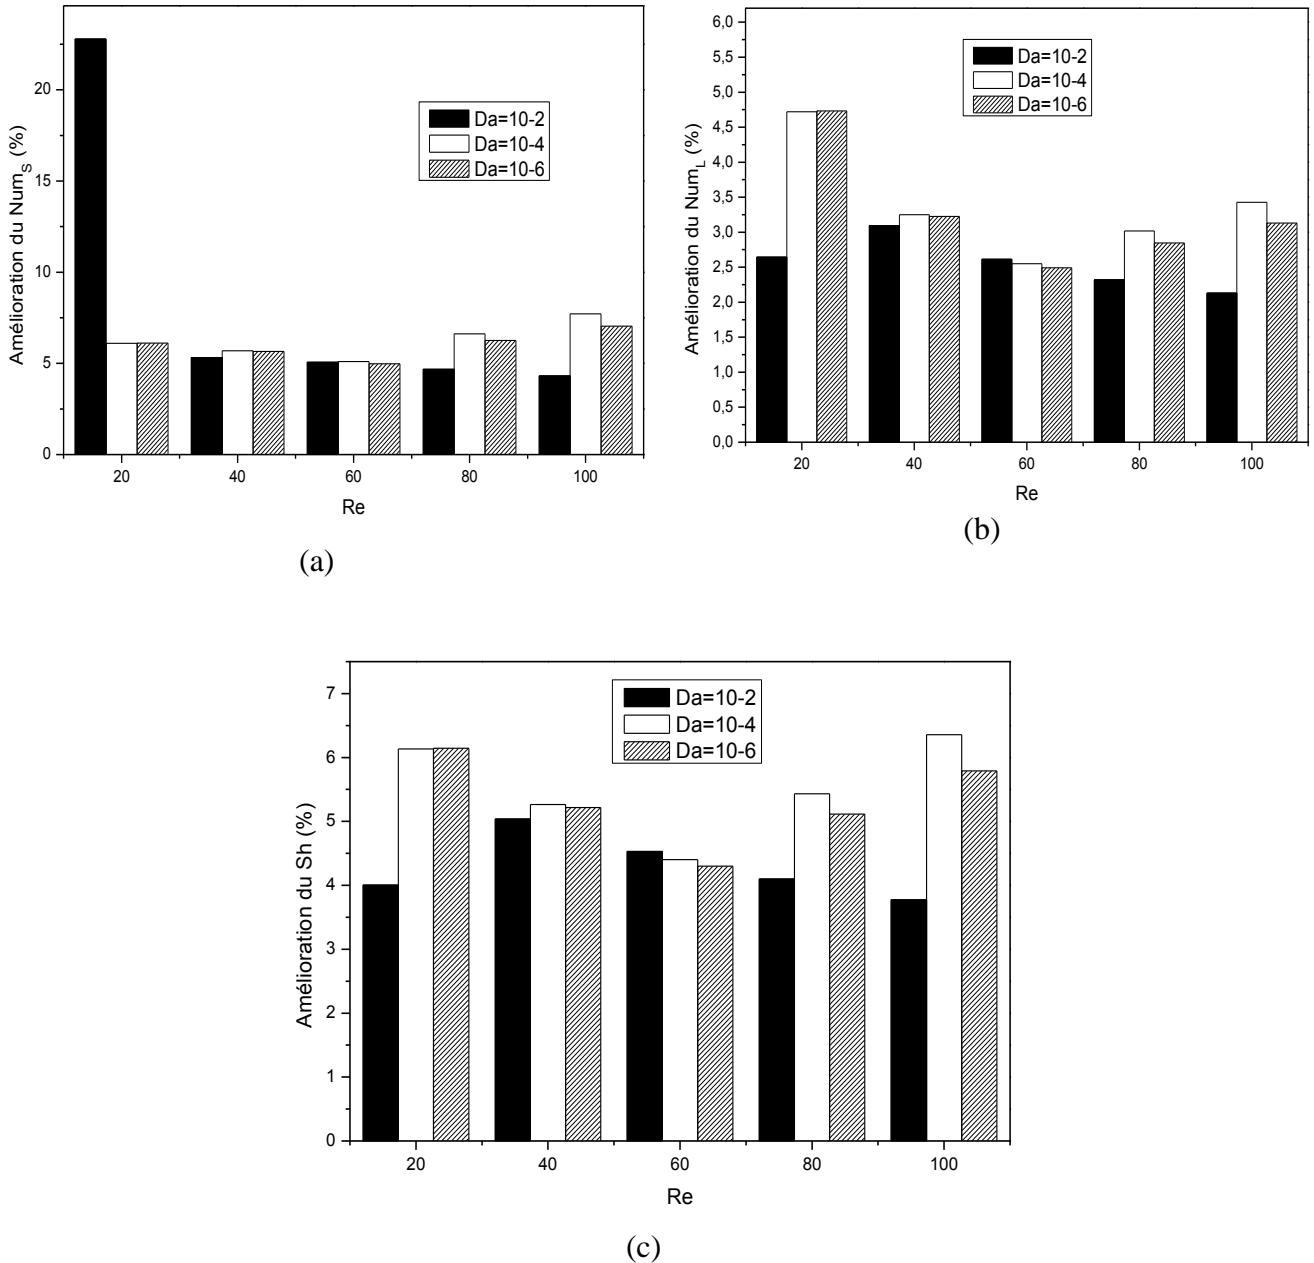 Amélioration du Num_S (%)
20
15
10
5
0
Da=10-2
Da=10-4
Da=10-6
20 40 60 80 100
Re
(a)
Amélioration du Num_L (%)
6,0
5,5
5,0
4,5
4,0
3,5
3,0
2,5
2,0
1,5
1,0
0,5
0,0
Da=10-2
Da=10-4
Da=10-6
20 40 60 80 100
Re
(b)
Amélioration du Sh (%)
7
6
5
4
3
2
1
0
Da=10-2
Da=10-4
Da=10-6
20 40 60 80 100
Re
(c)